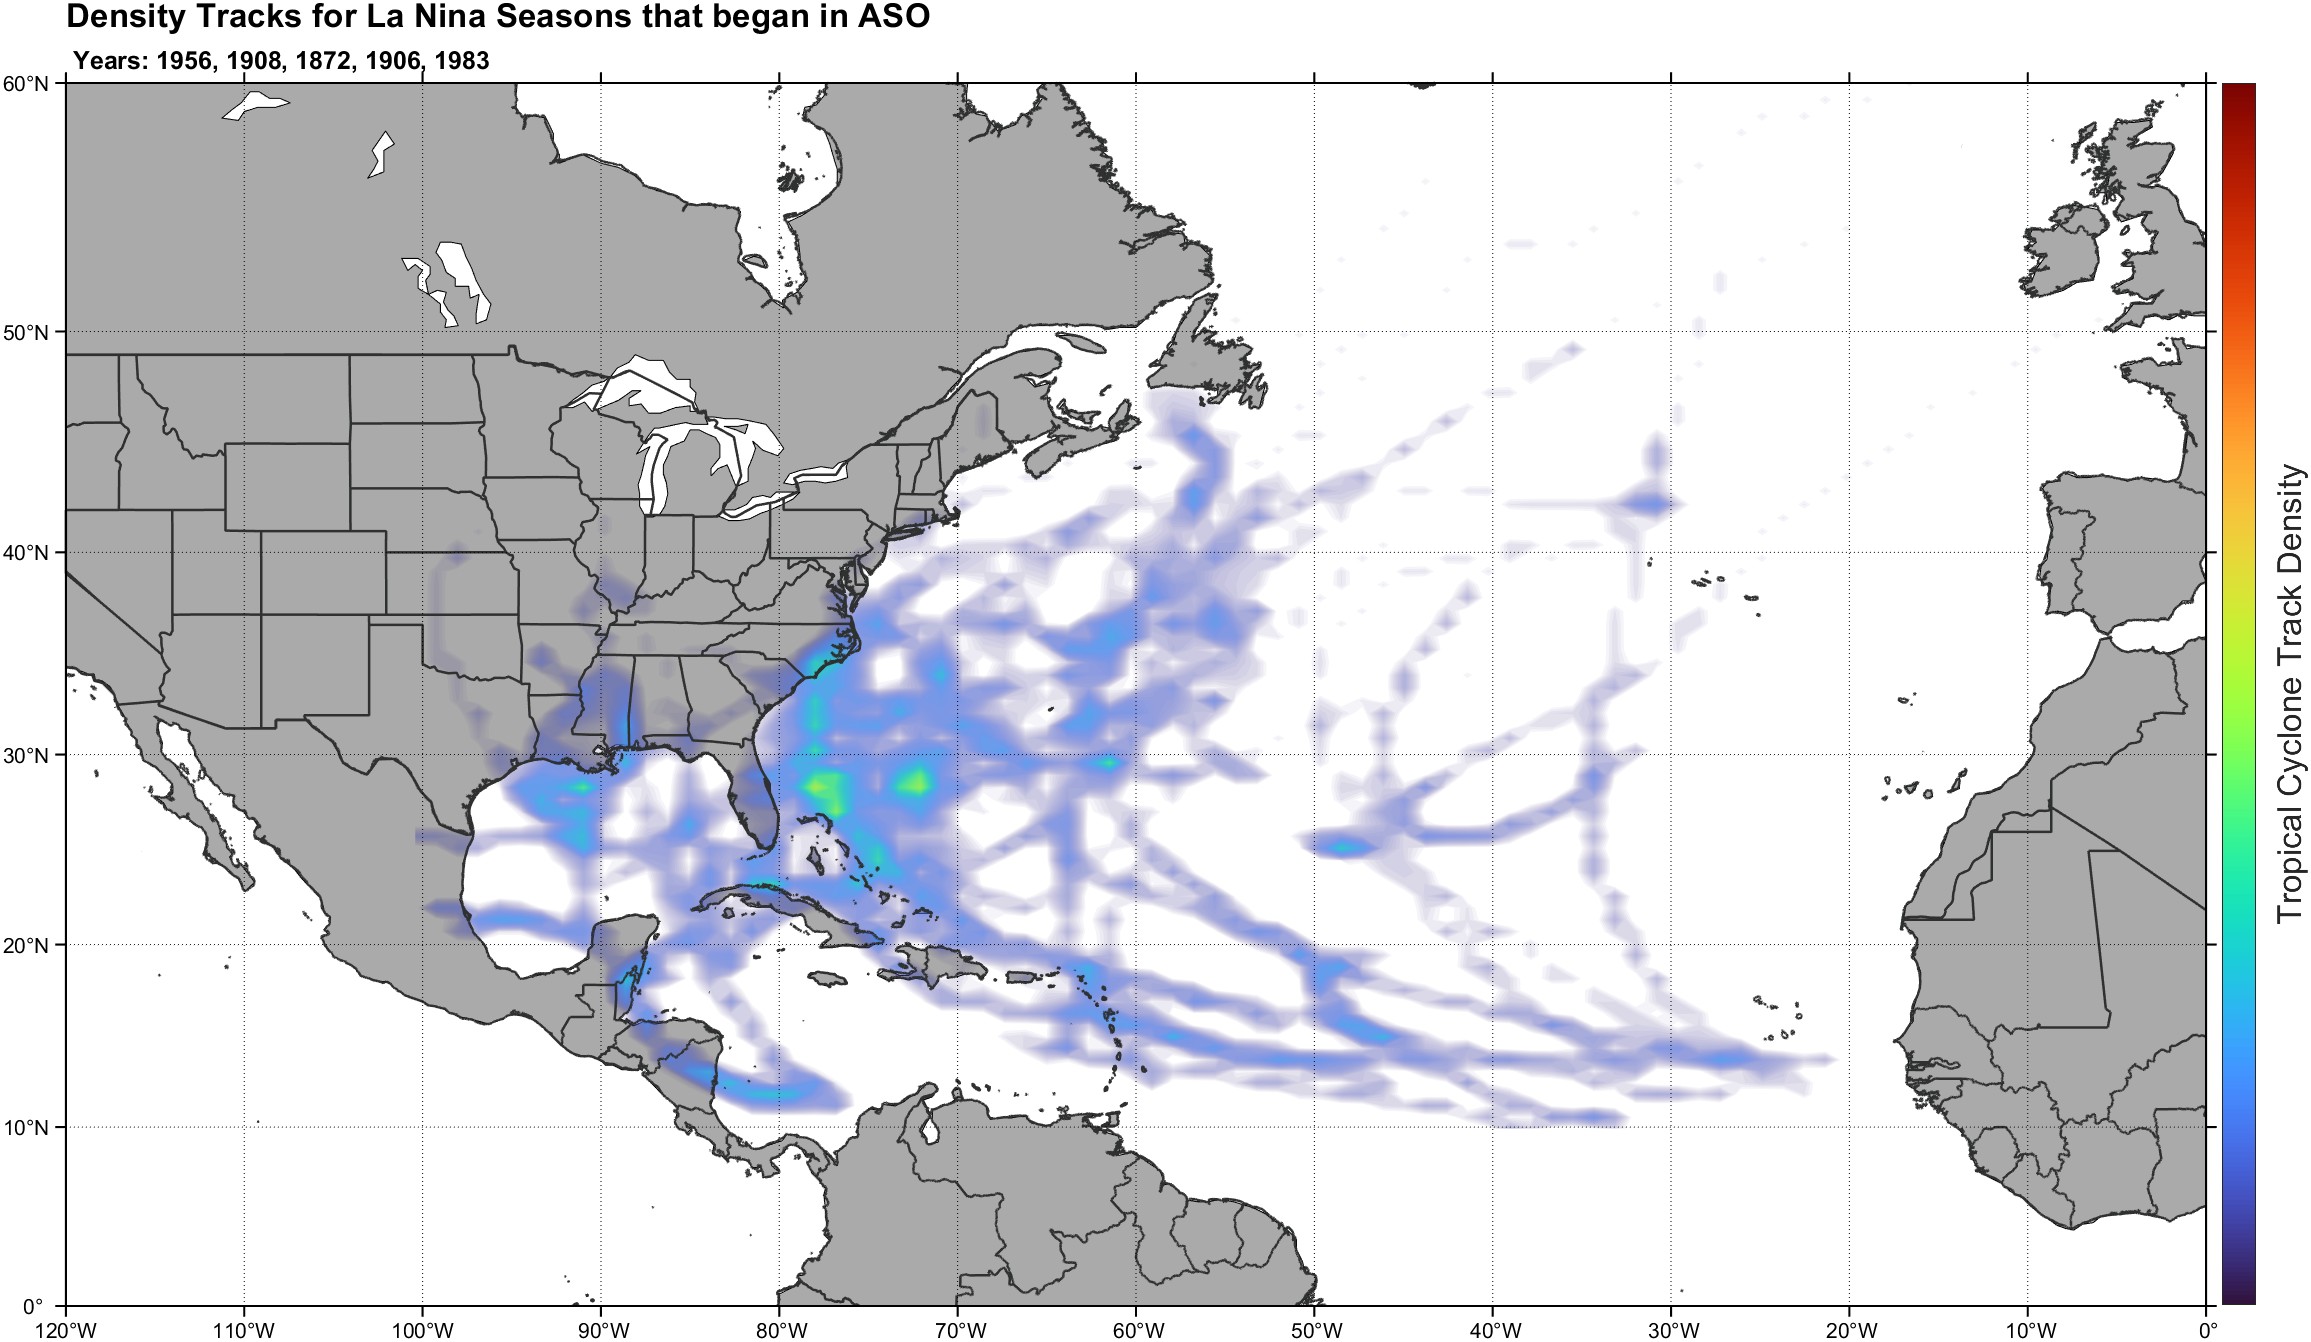 Density Tracks for La Nina Seasons that began in ASO
Years: 1956, 1908, 1872, 1906, 1983
60°N
50°N
40°N
30°N
20°N
10°N
0°
120°W 110°W 100°W 90°W 80°W 70°W 60°W 50°W 40°W 30°W 20°W 10°W 0°
Tropical Cyclone Track Density